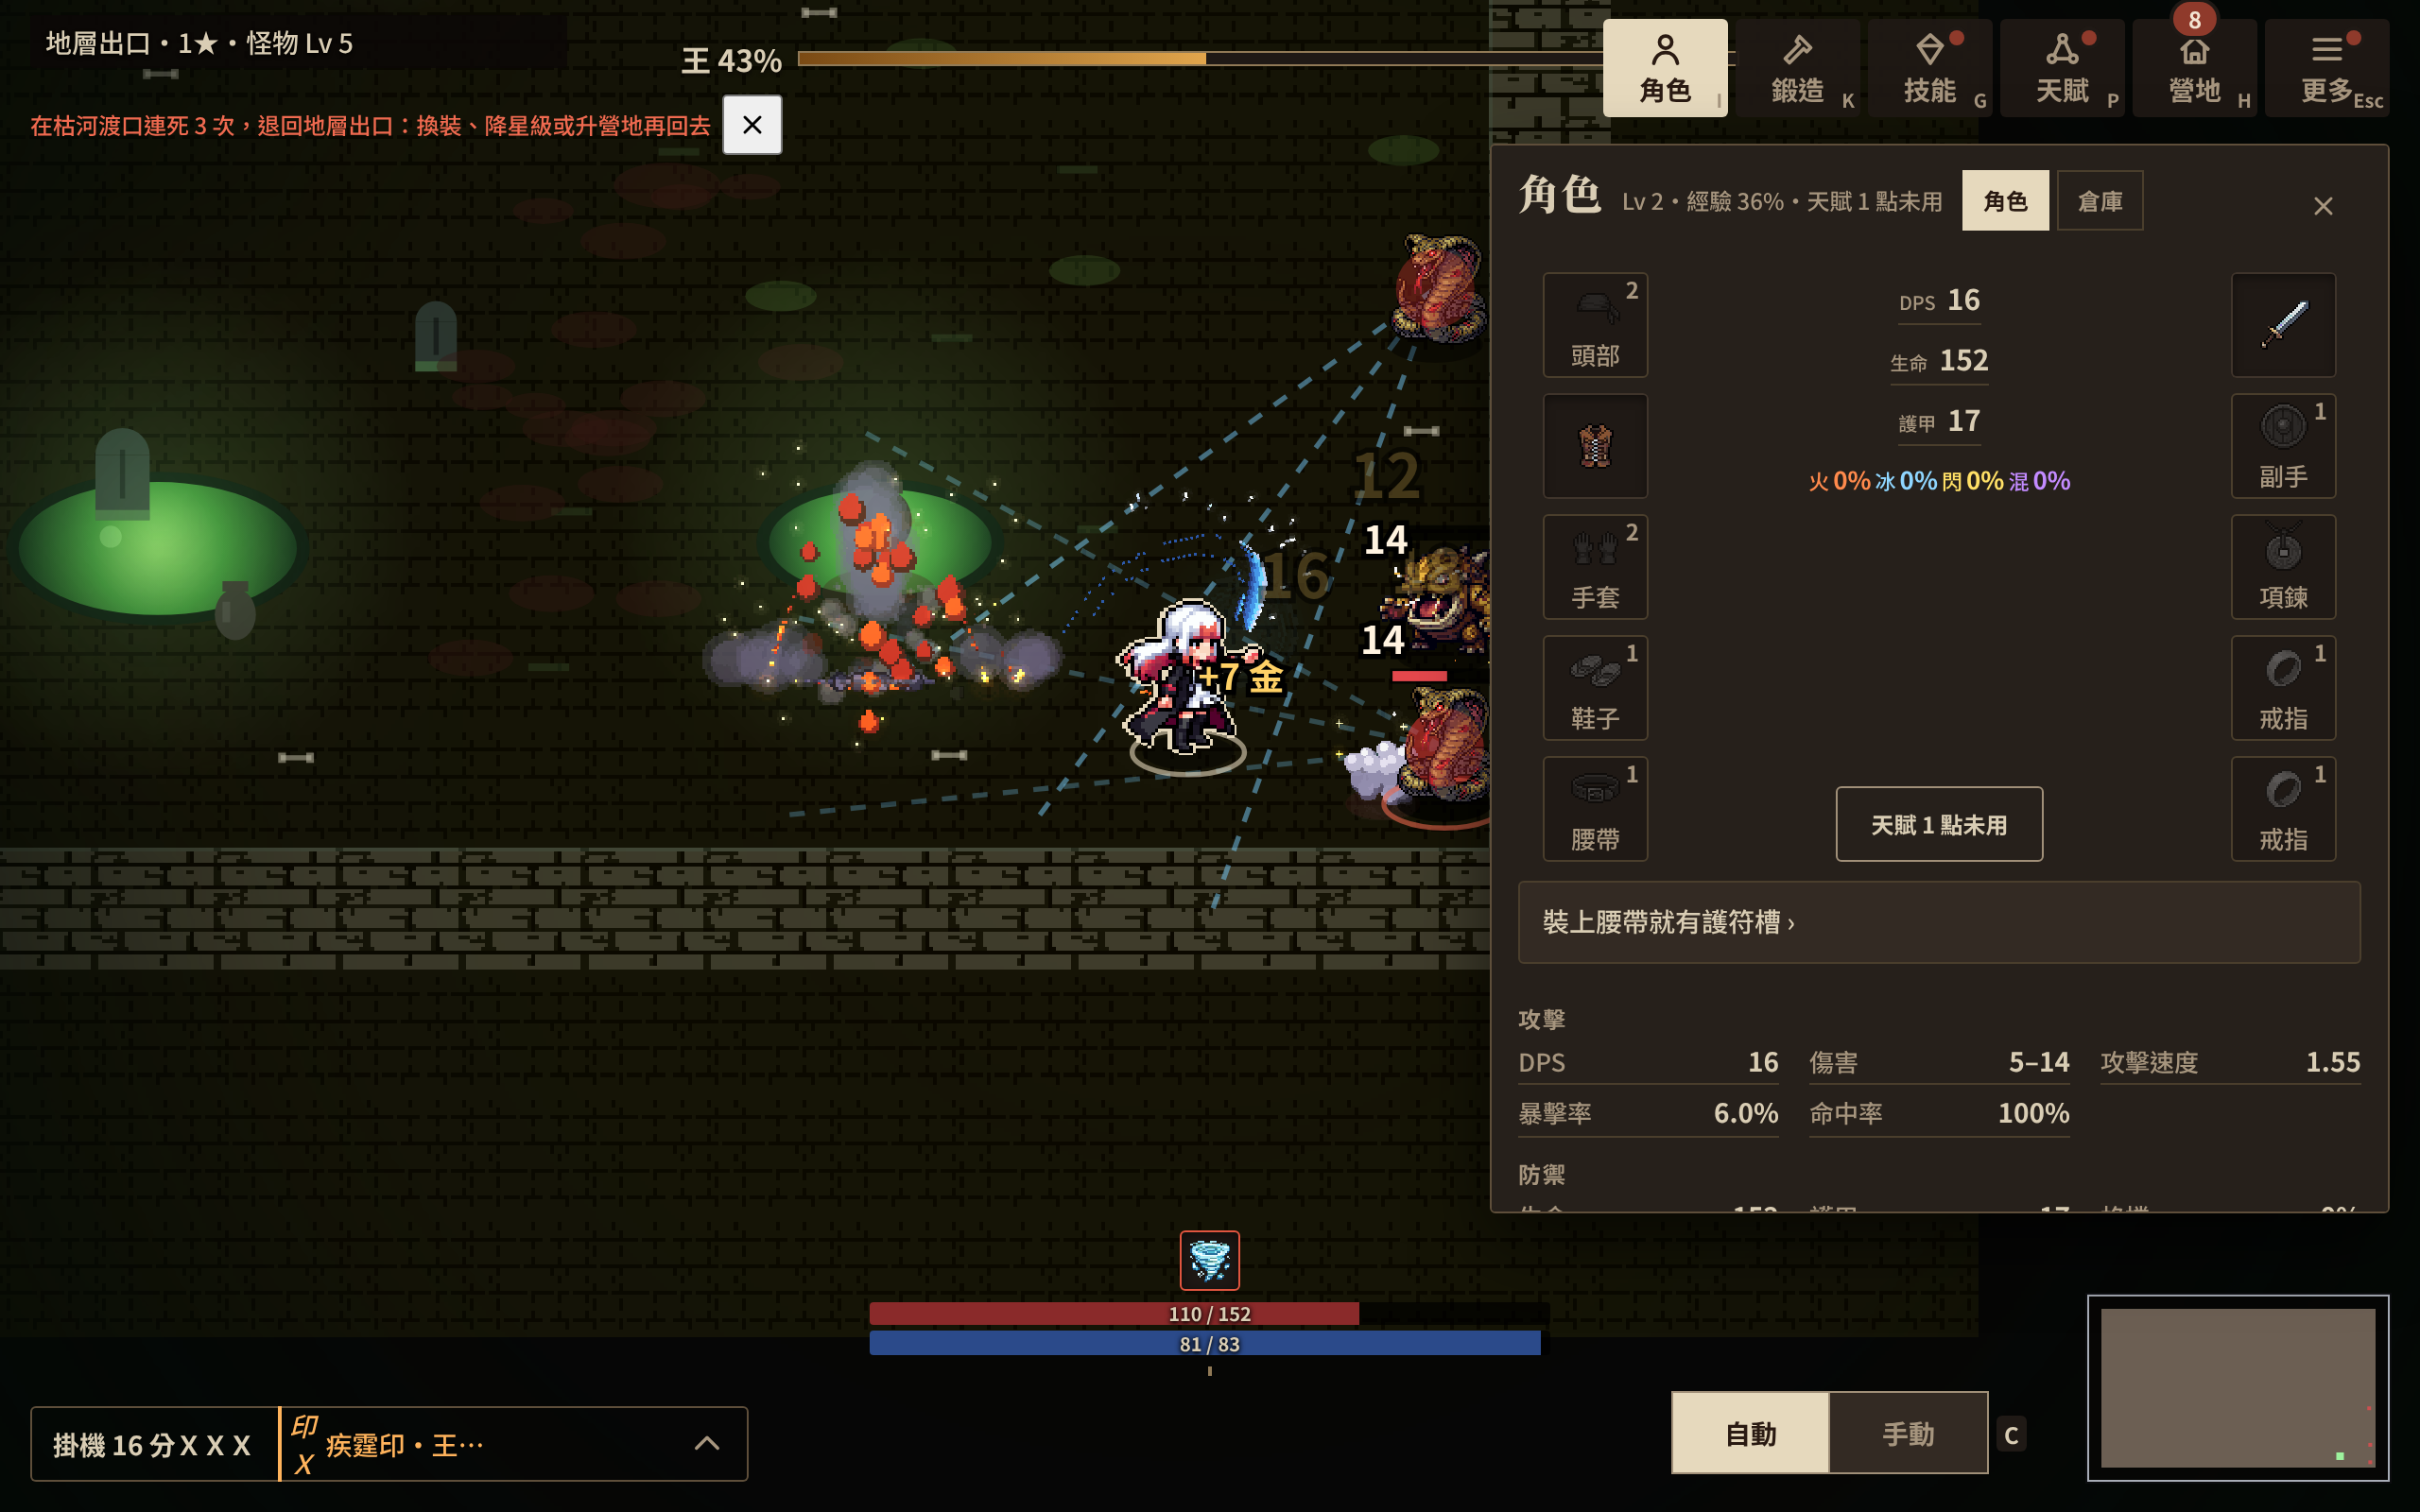 地層出口・1★・怪物 Lv 5
王 43%
在枯河渡口連死 3 次，退回地層出口：換裝、降星級或升營地再回去
角色 I
鍛造 K
技能 G
天賦 P
8
營地 H
更多 Esc
角色 Lv 2・經驗 36%・天賦 1 點未用 角色 倉庫
2
頭部
DPS 16
生命 152
護甲 17
1
副手
火 0% 冰 0% 閃 0% 混 0%
2
手套
項鍊
1
鞋子
1
戒指
1
腰帶
天賦 1 點未用
1
戒指
裝上腰帶就有護符槽 ›
攻擊
DPS 16 傷害 5–14 攻擊速度 1.55
暴擊率 6.0% 命中率 100%
防禦
12
14
16
14
+7 金
110 / 152
81 / 83
掛機 16 分 X X X
印 X
疾霆印・王…
自動 手動 C